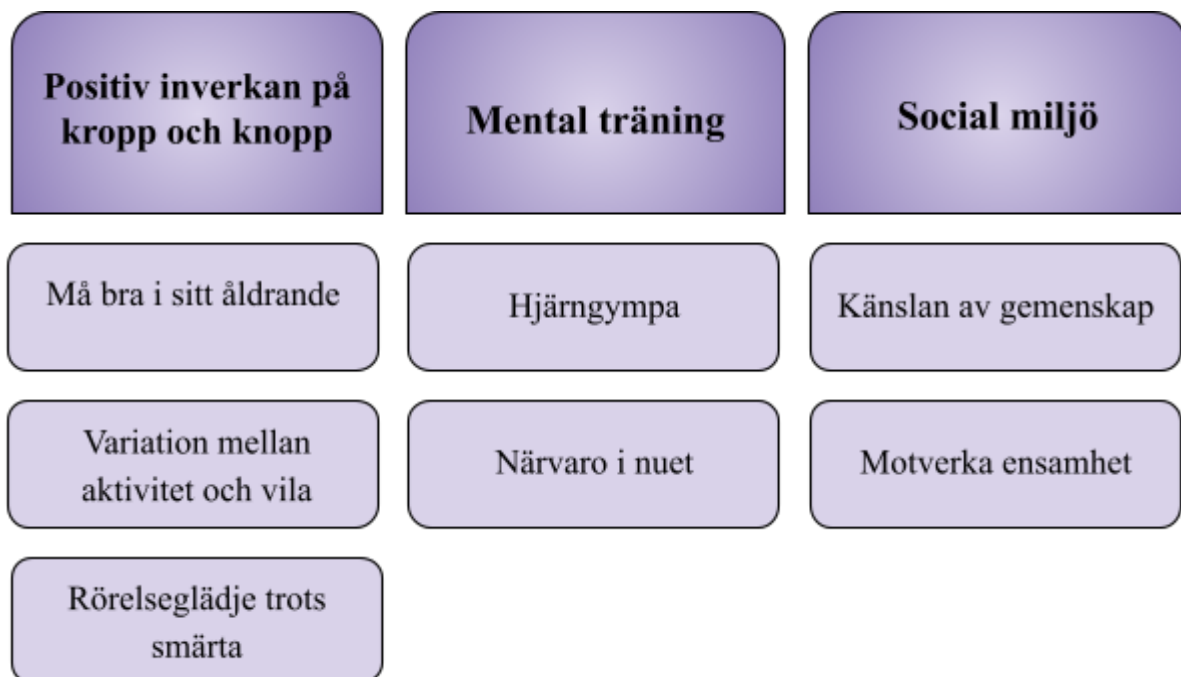 Positiv inverkan på
kropp och knopp
Mental träning
Social miljö
Må bra i sitt åldrande
Hjärngympa
Känslan av gemenskap
Variation mellan
aktivitet och vila
Närvaro i nuet
Motverka ensamhet
Rörelseglädje trots
smärta